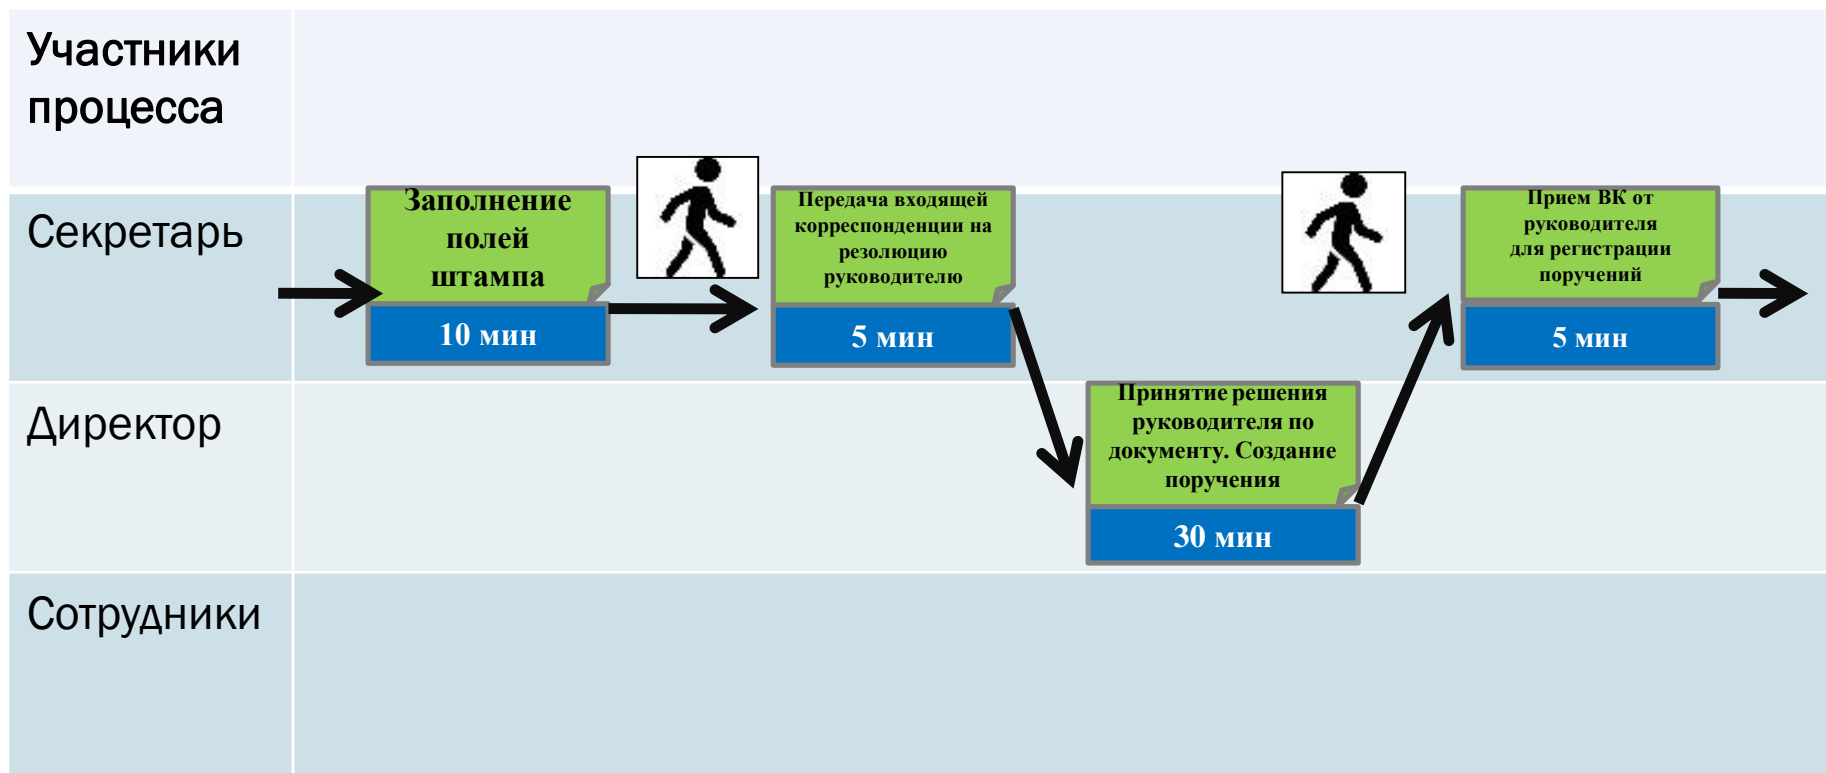 Участники
процесса
Секретарь
Заполнение
полей
штампа
10 мин
Передача входящей
корреспонденции на
резолюцию
руководителю
5 мин
Прием ВК от
руководителя
для регистрации
поручений
5 мин
Директор
Принятие решения
руководителя по
документу. Создание
поручения
30 мин
Сотрудники